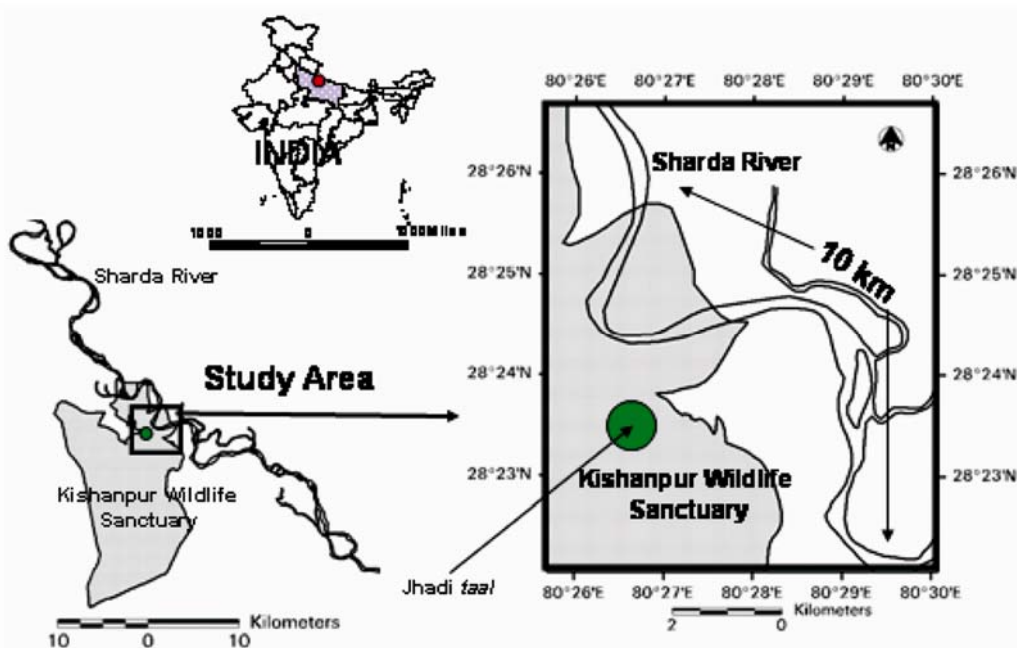 INDIA
1000 0 1000 Miles
Sharda River
Study Area
Kishanpur Wildlife
Sanctuary
Jhadi taal
Kilometers
10 0 10
80°26'E 80°27'E 80°28'E 80°29'E 80°30'E
28°26'N 28°26'N
28°25'N 28°25'N
28°24'N 28°24'N
28°23'N 28°23'N
N
Sharda River
10 km
Kishanpur Wildlife
Sanctuary
80°26'E 80°27'E 80°28'E 80°29'E 80°30'E
Kilometers
2 0